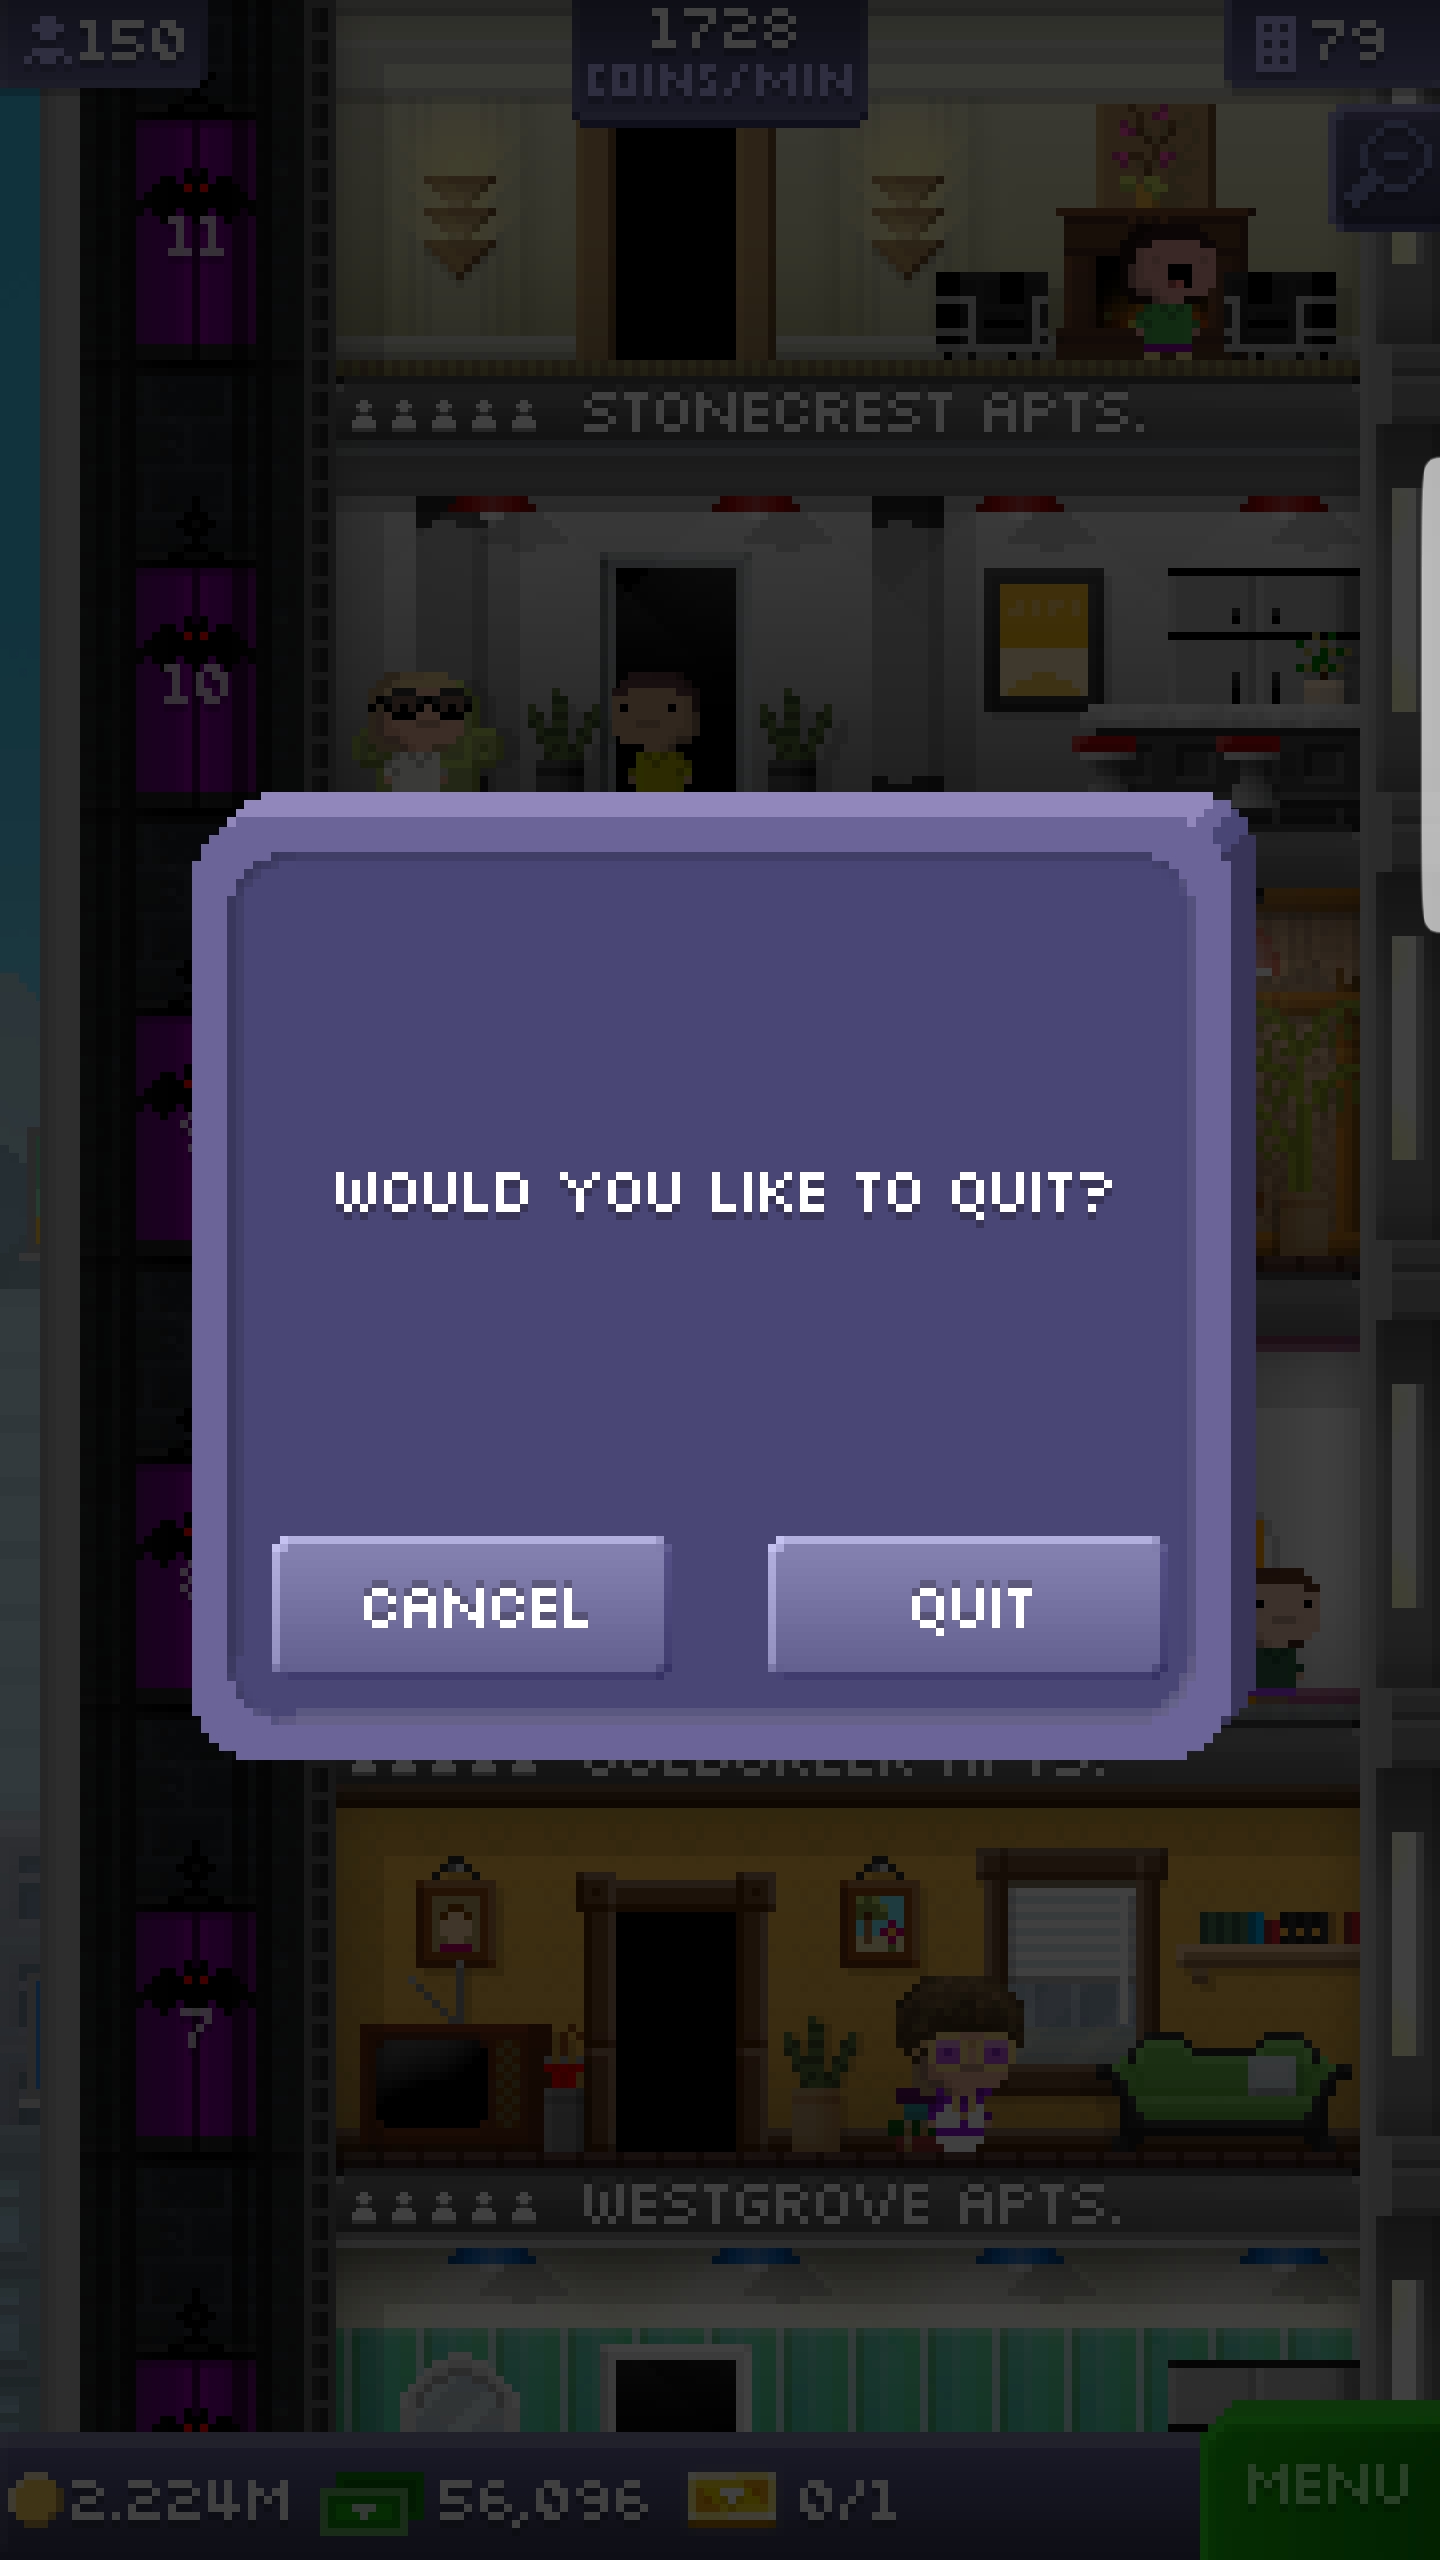 150
1728
COINS/MIN
79
11
STONECREST APTS.
10
WOULD YOU LIKE TO QUIT?
CANCEL
QUIT
APTS.
7
WESTGROVE APTS.
2.224M
56,096
0/1
MENU